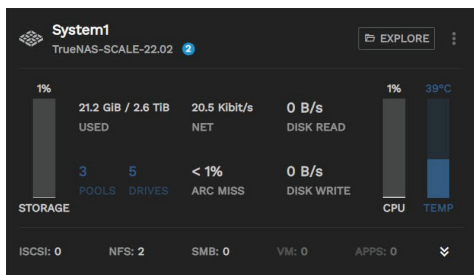 System1
TrueNAS-SCALE-22.02 2
EXPLORE
1%
STORAGE
21.2 GiB / 2.6 TiB
USED
20.5 Kibit/s
NET
0 B/s
DISK READ
3
POOLS
5
DRIVES
< 1%
ARC MISS
0 B/s
DISK WRITE
1%
CPU
39°C
TEMP
ISCSI: 0 NFS: 2 SMB: 0 VM: 0 APPS: 0